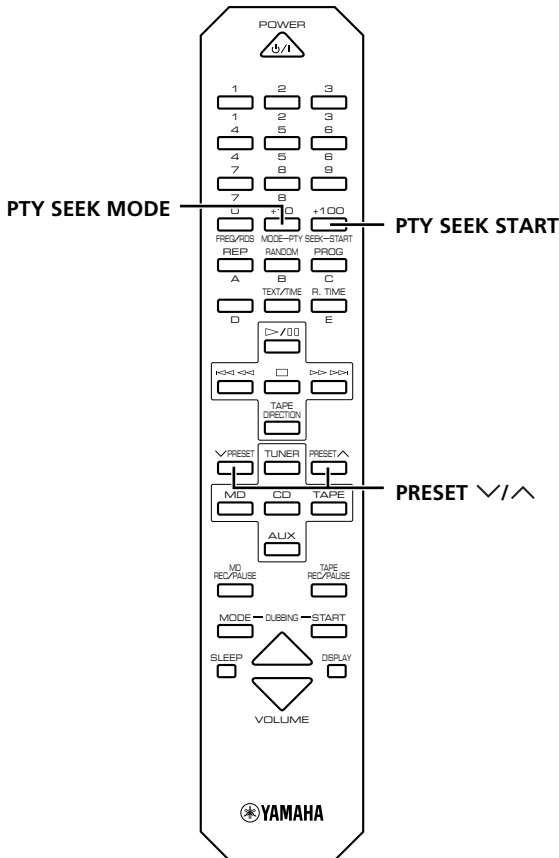 POWER
⏻/I
1 2 3
1 2 3
4 5 6
4 5 6
7 8 9
7 8
PTY SEEK MODE
0 +10 +100
PTY SEEK START
FREQ/RDS MODE–PTY SEEK–START
REP RANDOM PROG
A B C
TEXT/TIME R. TIME
D E
TAPE
DIRECTION
PRESET TUNER PRESET
PRESET
MD CD TAPE
AUX
MD
REC/PAUSE
TAPE
REC/PAUSE
MODE – DUBBING – START
SLEEP DISPLAY
VOLUME
YAMAHA